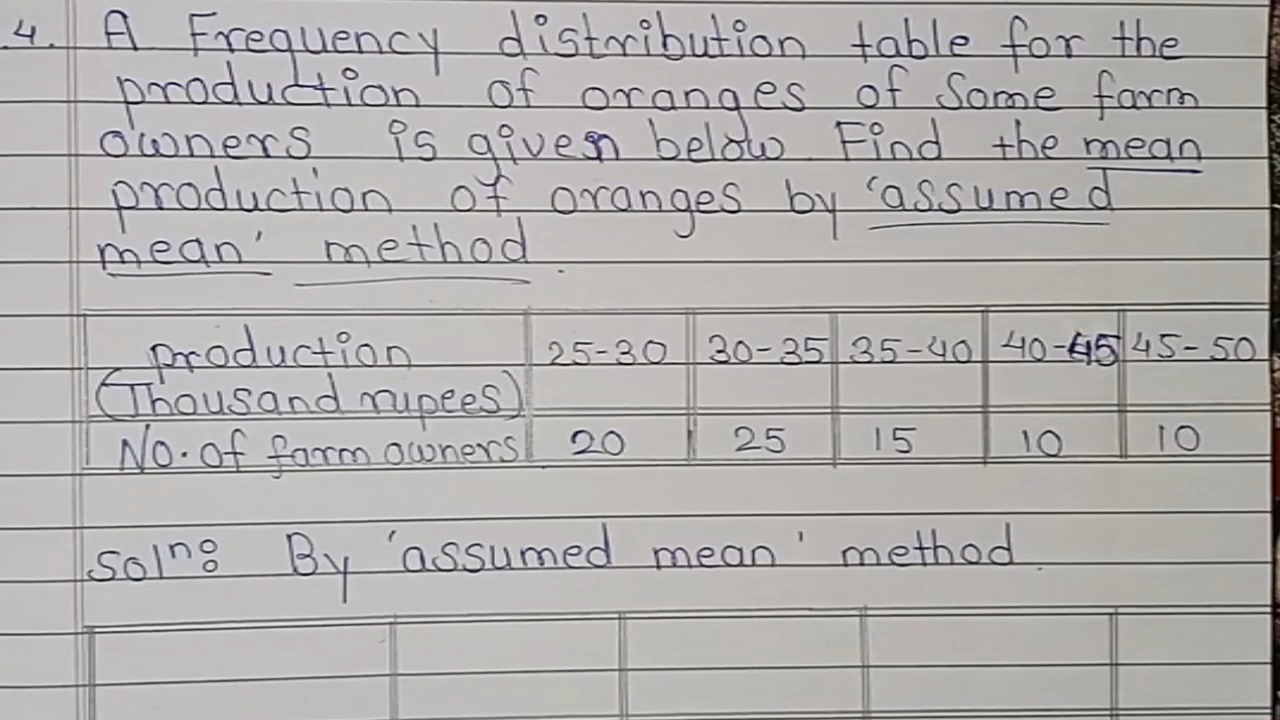 4. A Frequency distribution table for the
production of oranges of Some farm
owners is given below Find the mean
production of oranges by 'assumed
mean' method.
production 25-30 30-35 35-40 40-45 45-50
(Thousand rupees)
No. of farm owners 20 25 15 10 10
Solⁿ: By 'assumed mean' method.